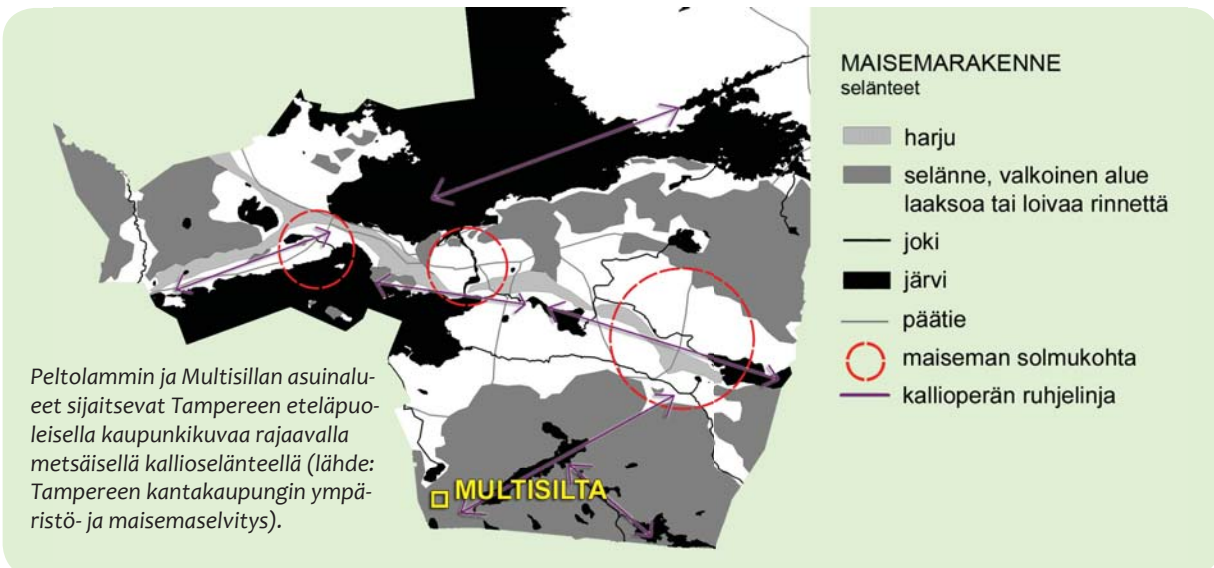 MAISEMARAKENNE
selänteet
harju
selänne, valkoinen alue
laaksoa tai loivaa rinnettä
joki
järvi
päätie
maiseman solmukohta
kallioperän ruhjelinja
Peltolammin ja Multisillan asuinalu-
eet sijaitsevat Tampereen eteläpuo-
leisella kaupunkikuvaa rajaavalla
metsäisellä kallioselänteellä (lähde:
Tampereen kantakaupungin ympä-
ristö- ja maisemaselvitys).
MULTISILTA